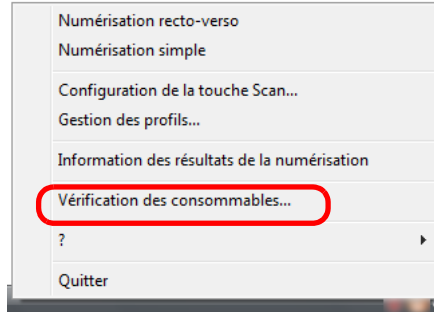 Numérisation recto-verso
Numérisation simple
Configuration de la touche Scan...
Gestion des profils...
Information des résultats de la numérisation
Vérification des consommables...
?
Quitter